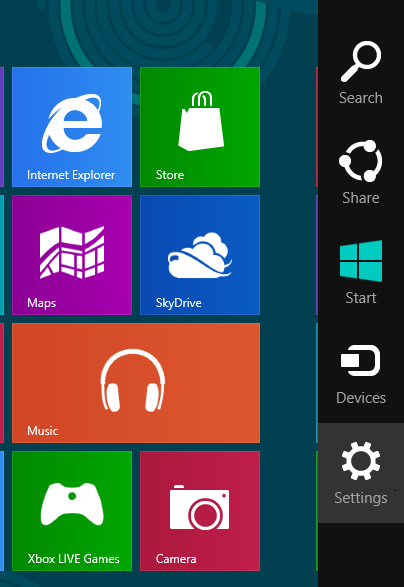 Internet Explorer
Store
Maps
SkyDrive
Music
Xbox LIVE Games
Camera
Search
Share
Start
Devices
Settings